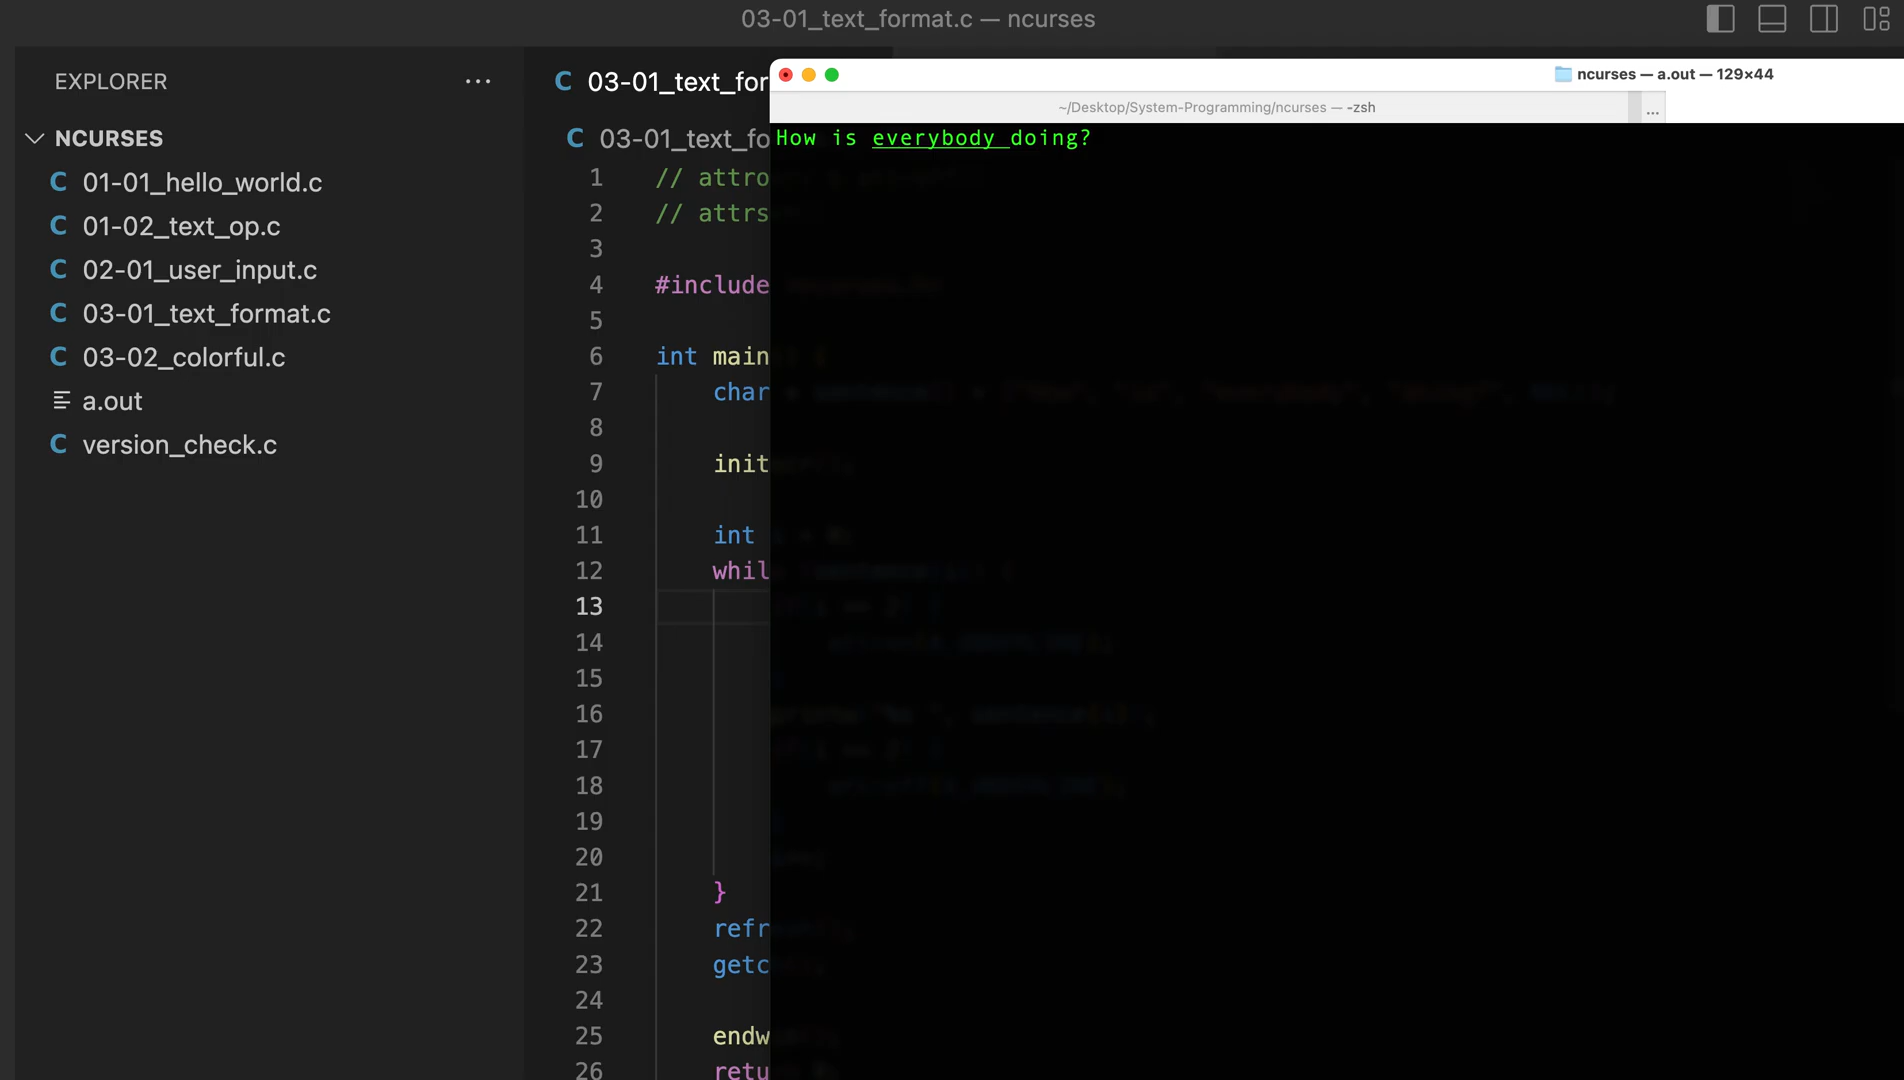 03-01_text_format.c — ncurses
EXPLORER
NCURSES
C 01-01_hello_world.c
C 01-02_text_op.c
C 02-01_user_input.c
C 03-01_text_format.c
C 03-02_colorful.c
a.out
C version_check.c
C 03-01_text_for
C 03-01_text_fo
1 // attro
2 // attrs
3
4 #include
5
6 int main
7 char
8
9 init
10
11 int
12 whil
13
14
15
16
17
18
19
20
21 }
22 refr
23 getc
24
25 endw
26 retu
ncurses — a.out — 129×44
~/Desktop/System-Programming/ncurses — -zsh
...
How is everybody doing?